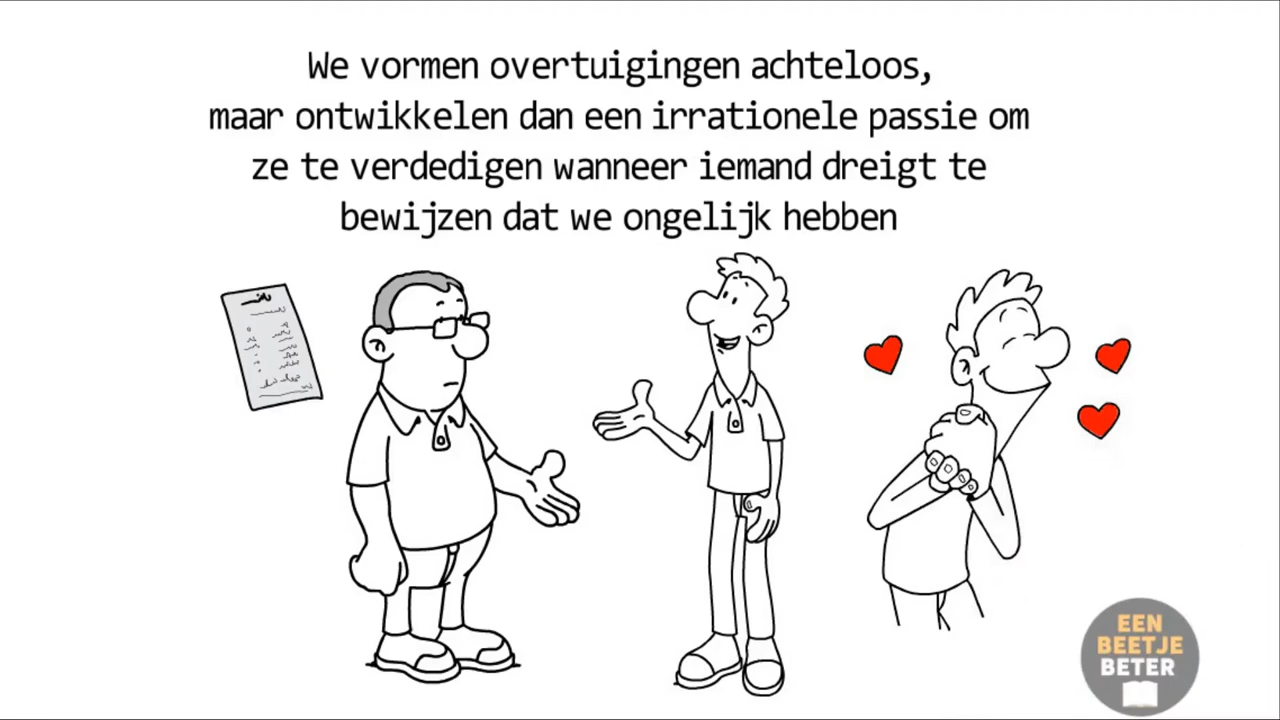 We vormen overtuigingen achteloos,
maar ontwikkelen dan een irrationele passie om
ze te verdedigen wanneer iemand dreigt te
bewijzen dat we ongelijk hebben
EEN
BEETJE
BETER